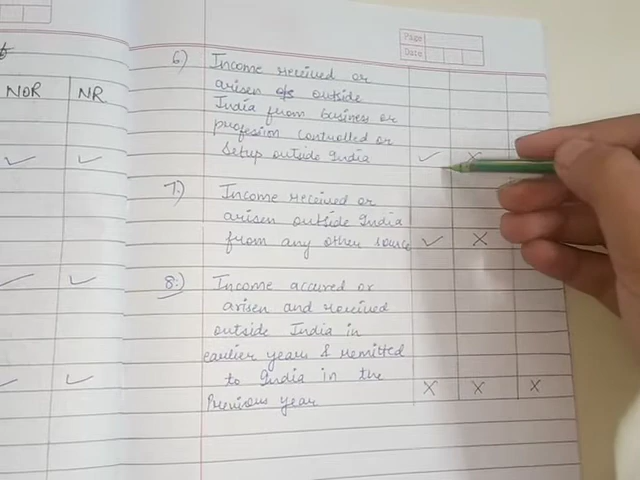 Page
Date
NOR NR
✓ ✓
✓ ✓
✓ ✓
6) Income received or
arisen outside
India from business or
profession controlled or
Setup outside India ✓ ×
7.) Income received or
arisen outside India
from any other source ✓ ×
8.) Income accured or
arisen and received
outside India in
earlier years & remitted
to India in the × × ×
Previous year